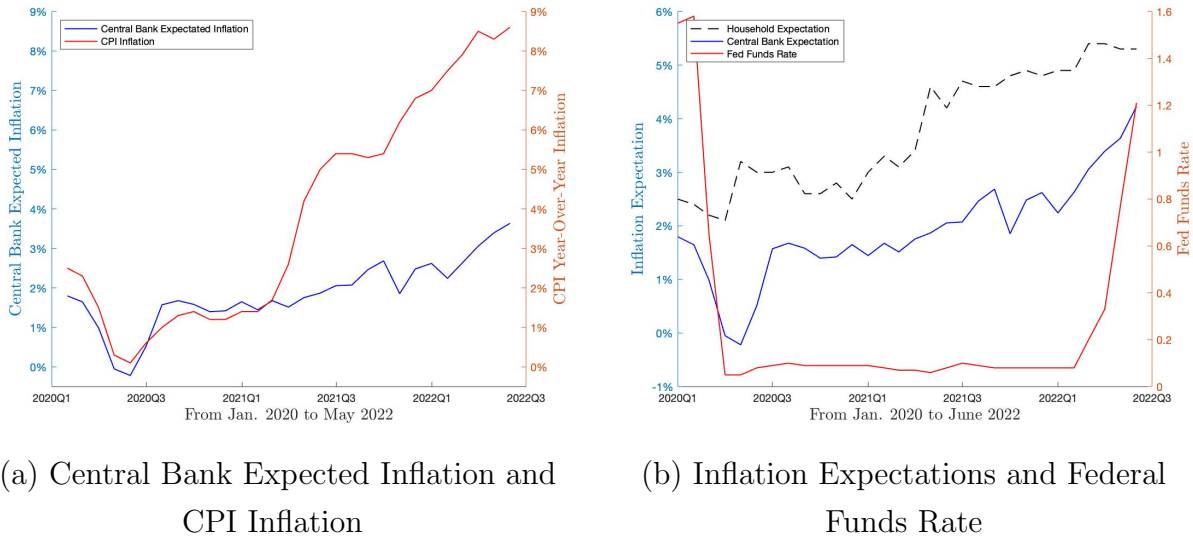 9%
8%
7%
6%
5%
4%
3%
2%
1%
0%
Central Bank Expected Inflation
Central Bank Expectated Inflation
CPI Inflation
9%
8%
7%
6%
5%
4%
3%
2%
1%
0%
CPI Year-Over-Year Inflation
2020Q1
2020Q3
2021Q1
2021Q3
2022Q1
2022Q3
From Jan. 2020 to May 2022
(a) Central Bank Expected Inflation and
CPI Inflation
6%
5%
4%
3%
2%
1%
0%
-1%
Inflation Expectation
Household Expectation
Central Bank Expectation
Fed Funds Rate
1.6
1.4
1.2
1
0.8
0.6
0.4
0.2
0
Fed Funds Rate
2020Q1
2020Q3
2021Q1
2021Q3
2022Q1
2022Q3
From Jan. 2020 to June 2022
(b) Inflation Expectations and Federal
Funds Rate